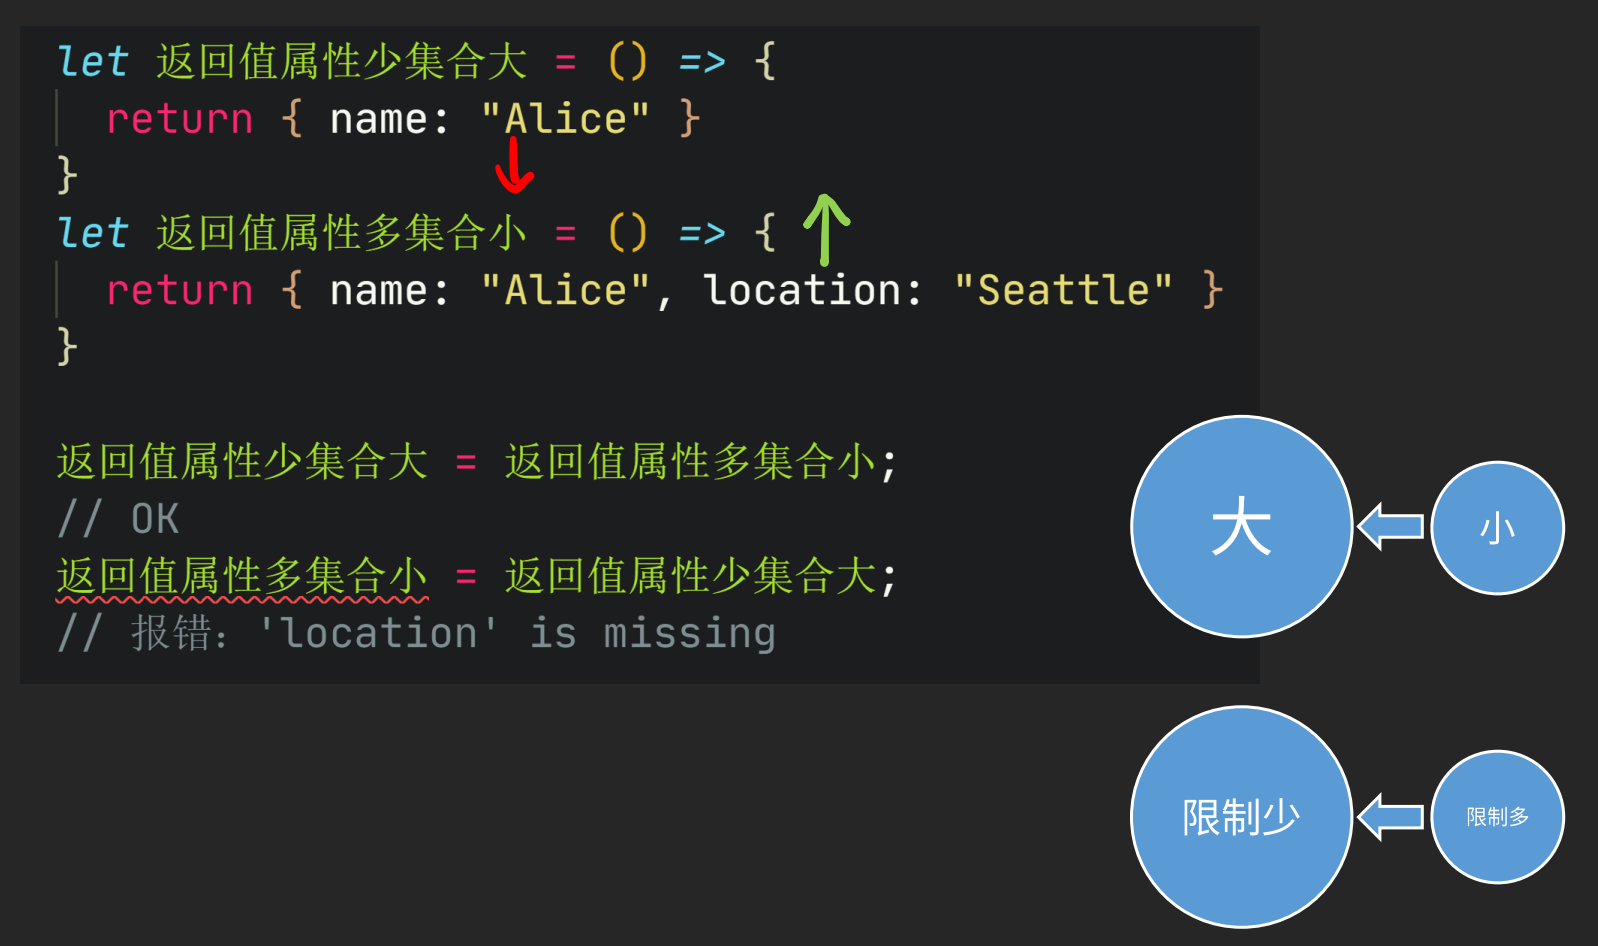 let 返回值属性少集合大 = () => {
return { name: "Alice" }
}
let 返回值属性多集合小 = () => {
return { name: "Alice", location: "Seattle" }
}
返回值属性少集合大 = 返回值属性多集合小;
// OK
返回值属性多集合小 = 返回值属性少集合大;
// 报错: 'location' is missing
大
小
限制少
限制多